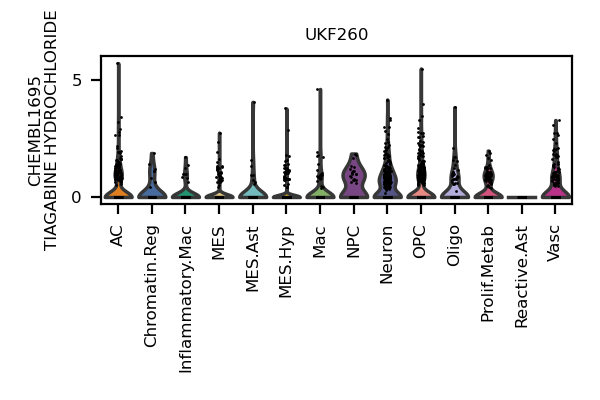 UKF260
CHEMBL1695
TIAGABINE HYDROCHLORIDE
5
0
AC
Chromatin.Reg
Inflammatory.Mac
MES
MES.Ast
MES.Hyp
Mac
NPC
Neuron
OPC
Oligo
Prolif.Metab
Reactive.Ast
Vasc